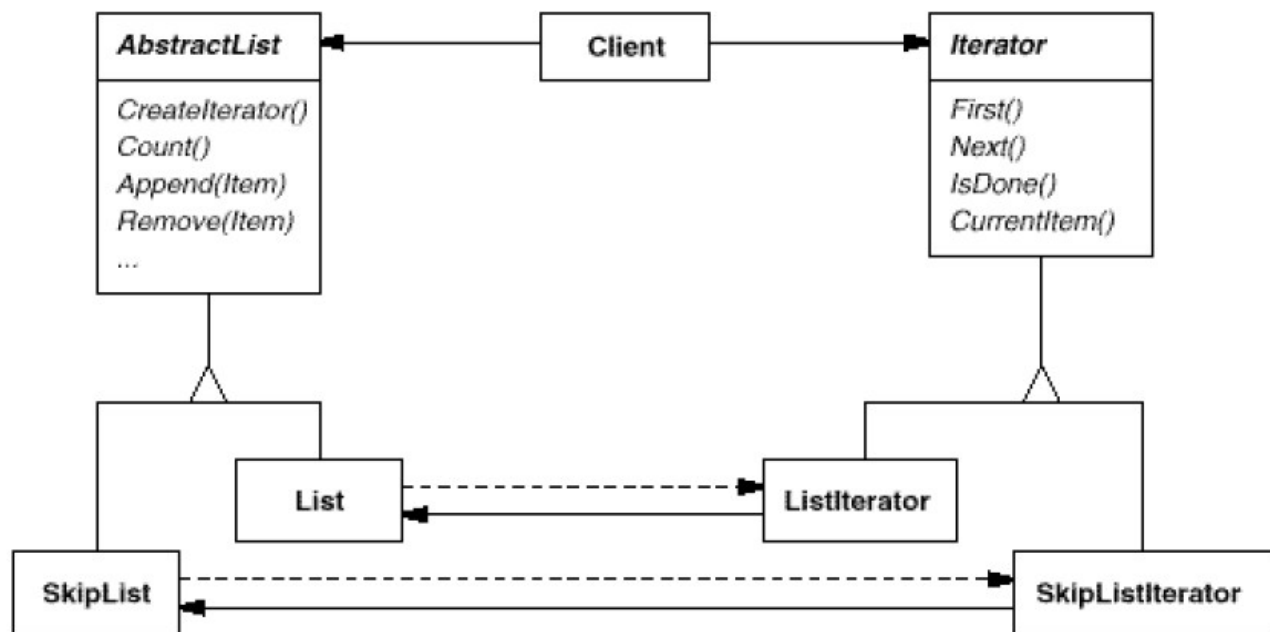 AbstractList
CreateIterator()
Count()
Append(Item)
Remove(Item)
...
Client
Iterator
First()
Next()
IsDone()
CurrentItem()
List
ListIterator
SkipList
SkipListIterator